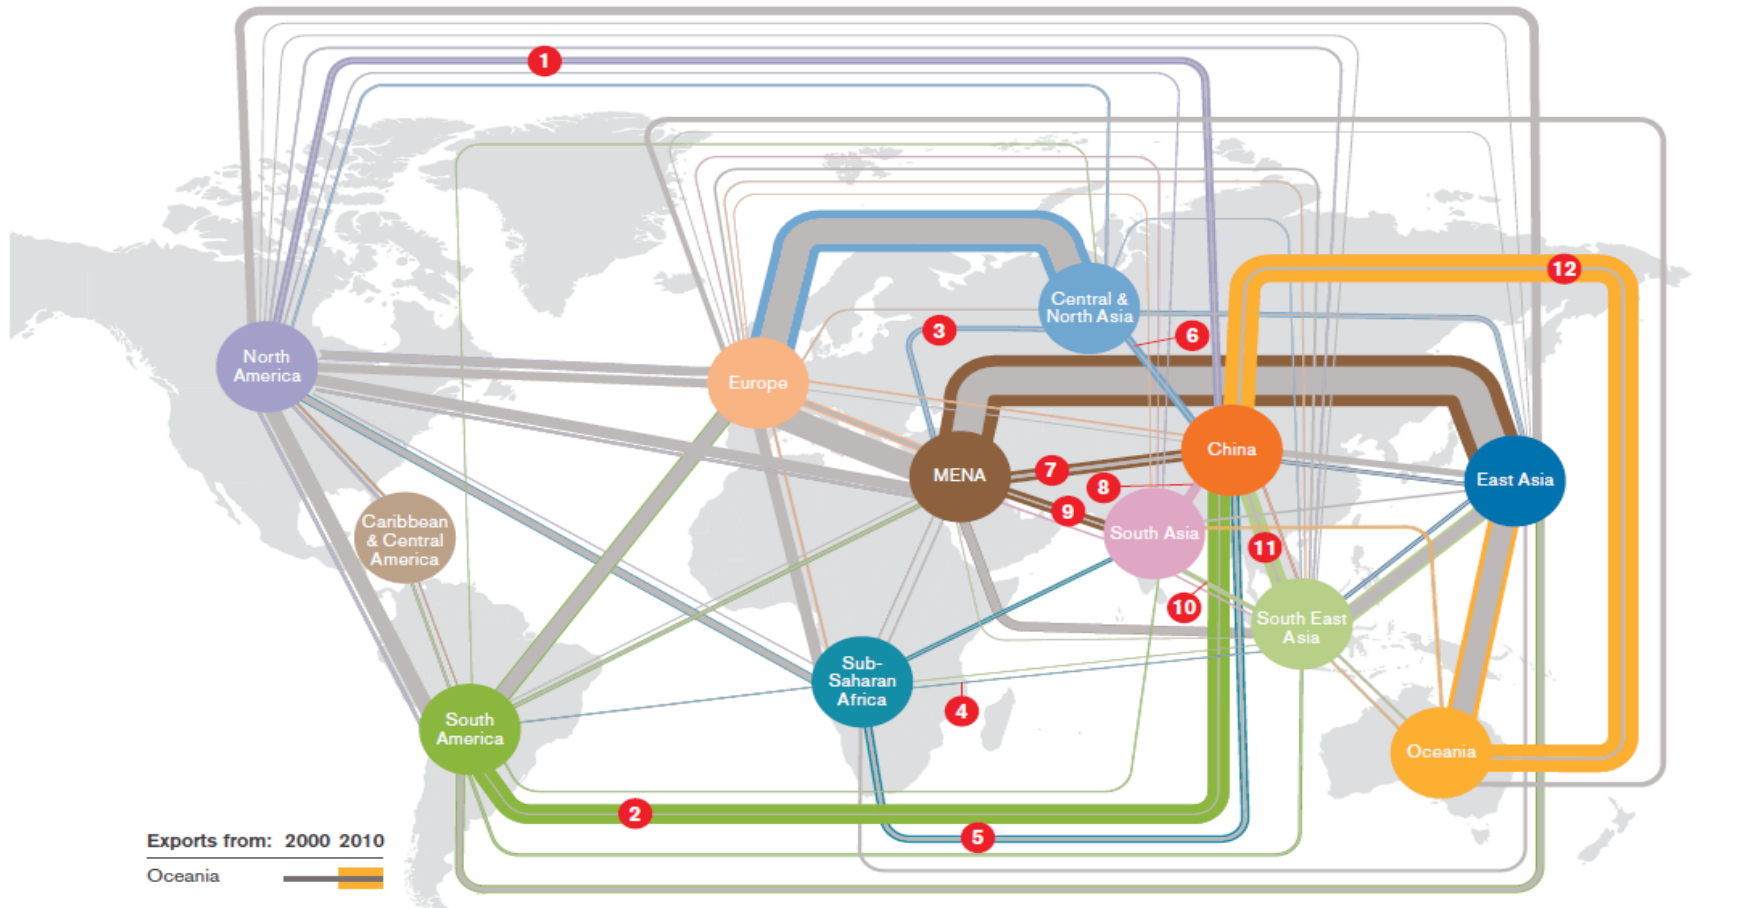 1
12
Central &
North Asia
3
6
North
America
Europe
China
7
MENA
8
East Asia
9
South Asia
Caribbean
& Central
America
11
10
South East
Asia
Sub-
Saharan
Africa
4
South
America
Oceania
2
5
Exports from: 2000 2010
Oceania